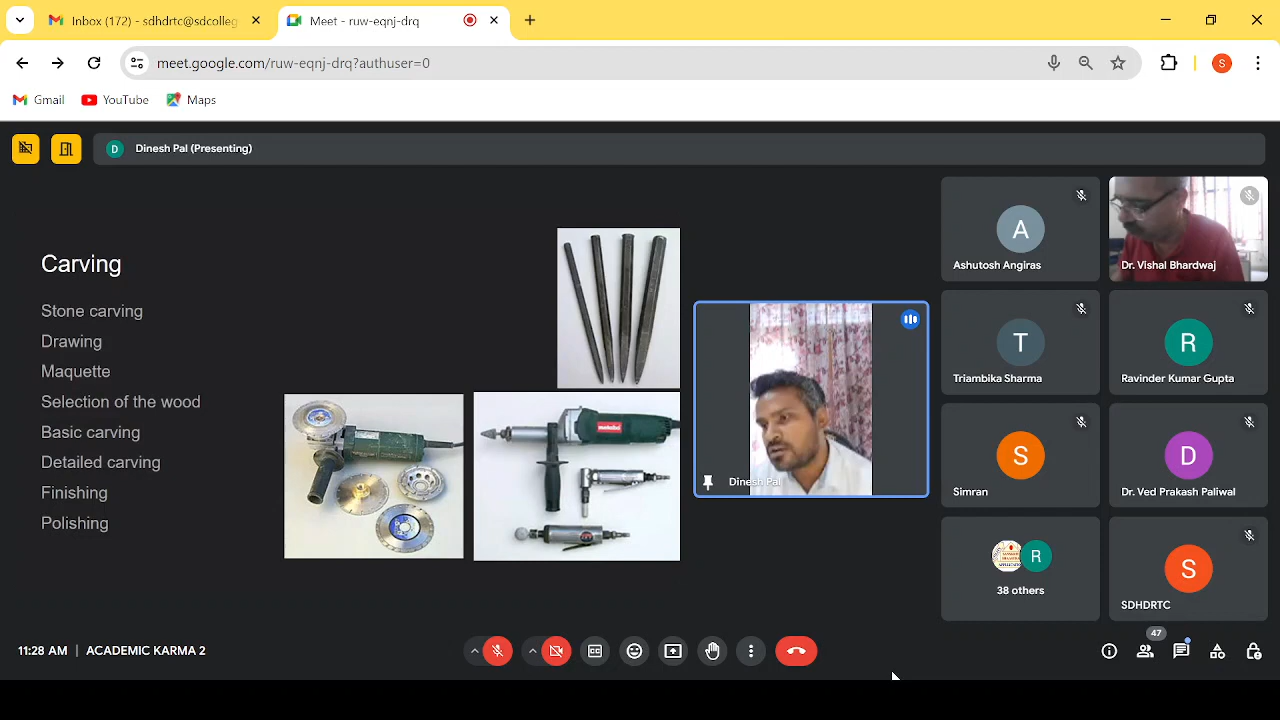 Inbox (172) - sdhdrtc@sdcolleg
Meet - ruw-eqnj-drq
meet.google.com/ruw-eqnj-drq?authuser=0
S
Gmail
YouTube
Maps
D
Dinesh Pal (Presenting)
Carving
Stone carving
Drawing
Maquette
Selection of the wood
Basic carving
Detailed carving
Finishing
Polishing
Dinesh Pal
A
Ashutosh Angiras
Dr. Vishal Bhardwaj
T
Triambika Sharma
R
Ravinder Kumar Gupta
S
Simran
D
Dr. Ved Prakash Paliwal
R
38 others
S
SDHDRTC
11:28 AM | ACADEMIC KARMA 2
47